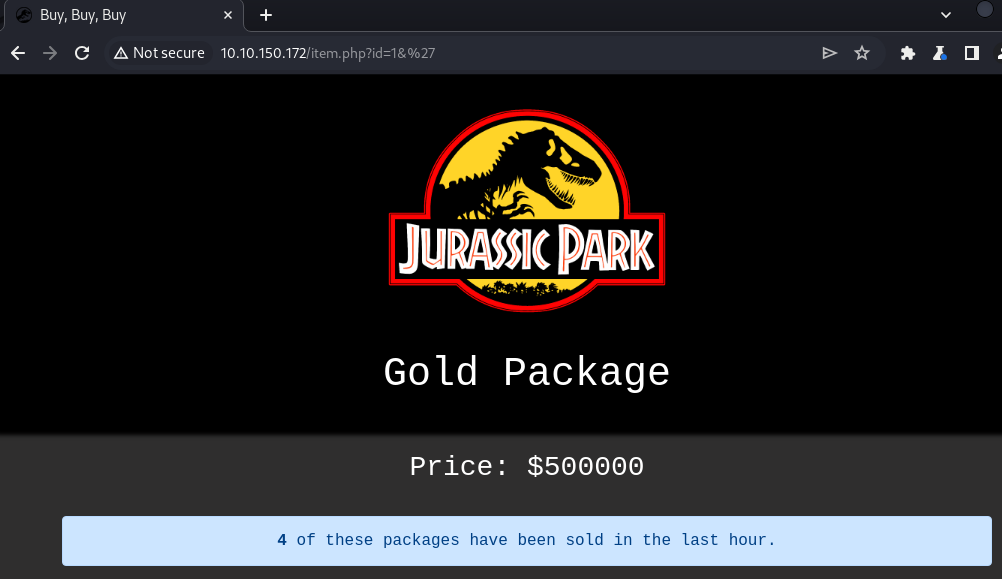 Buy, Buy, Buy
Not secure 10.10.150.172/item.php?id=1&%27
JURASSIC PARK
Gold Package
Price: $500000
4 of these packages have been sold in the last hour.